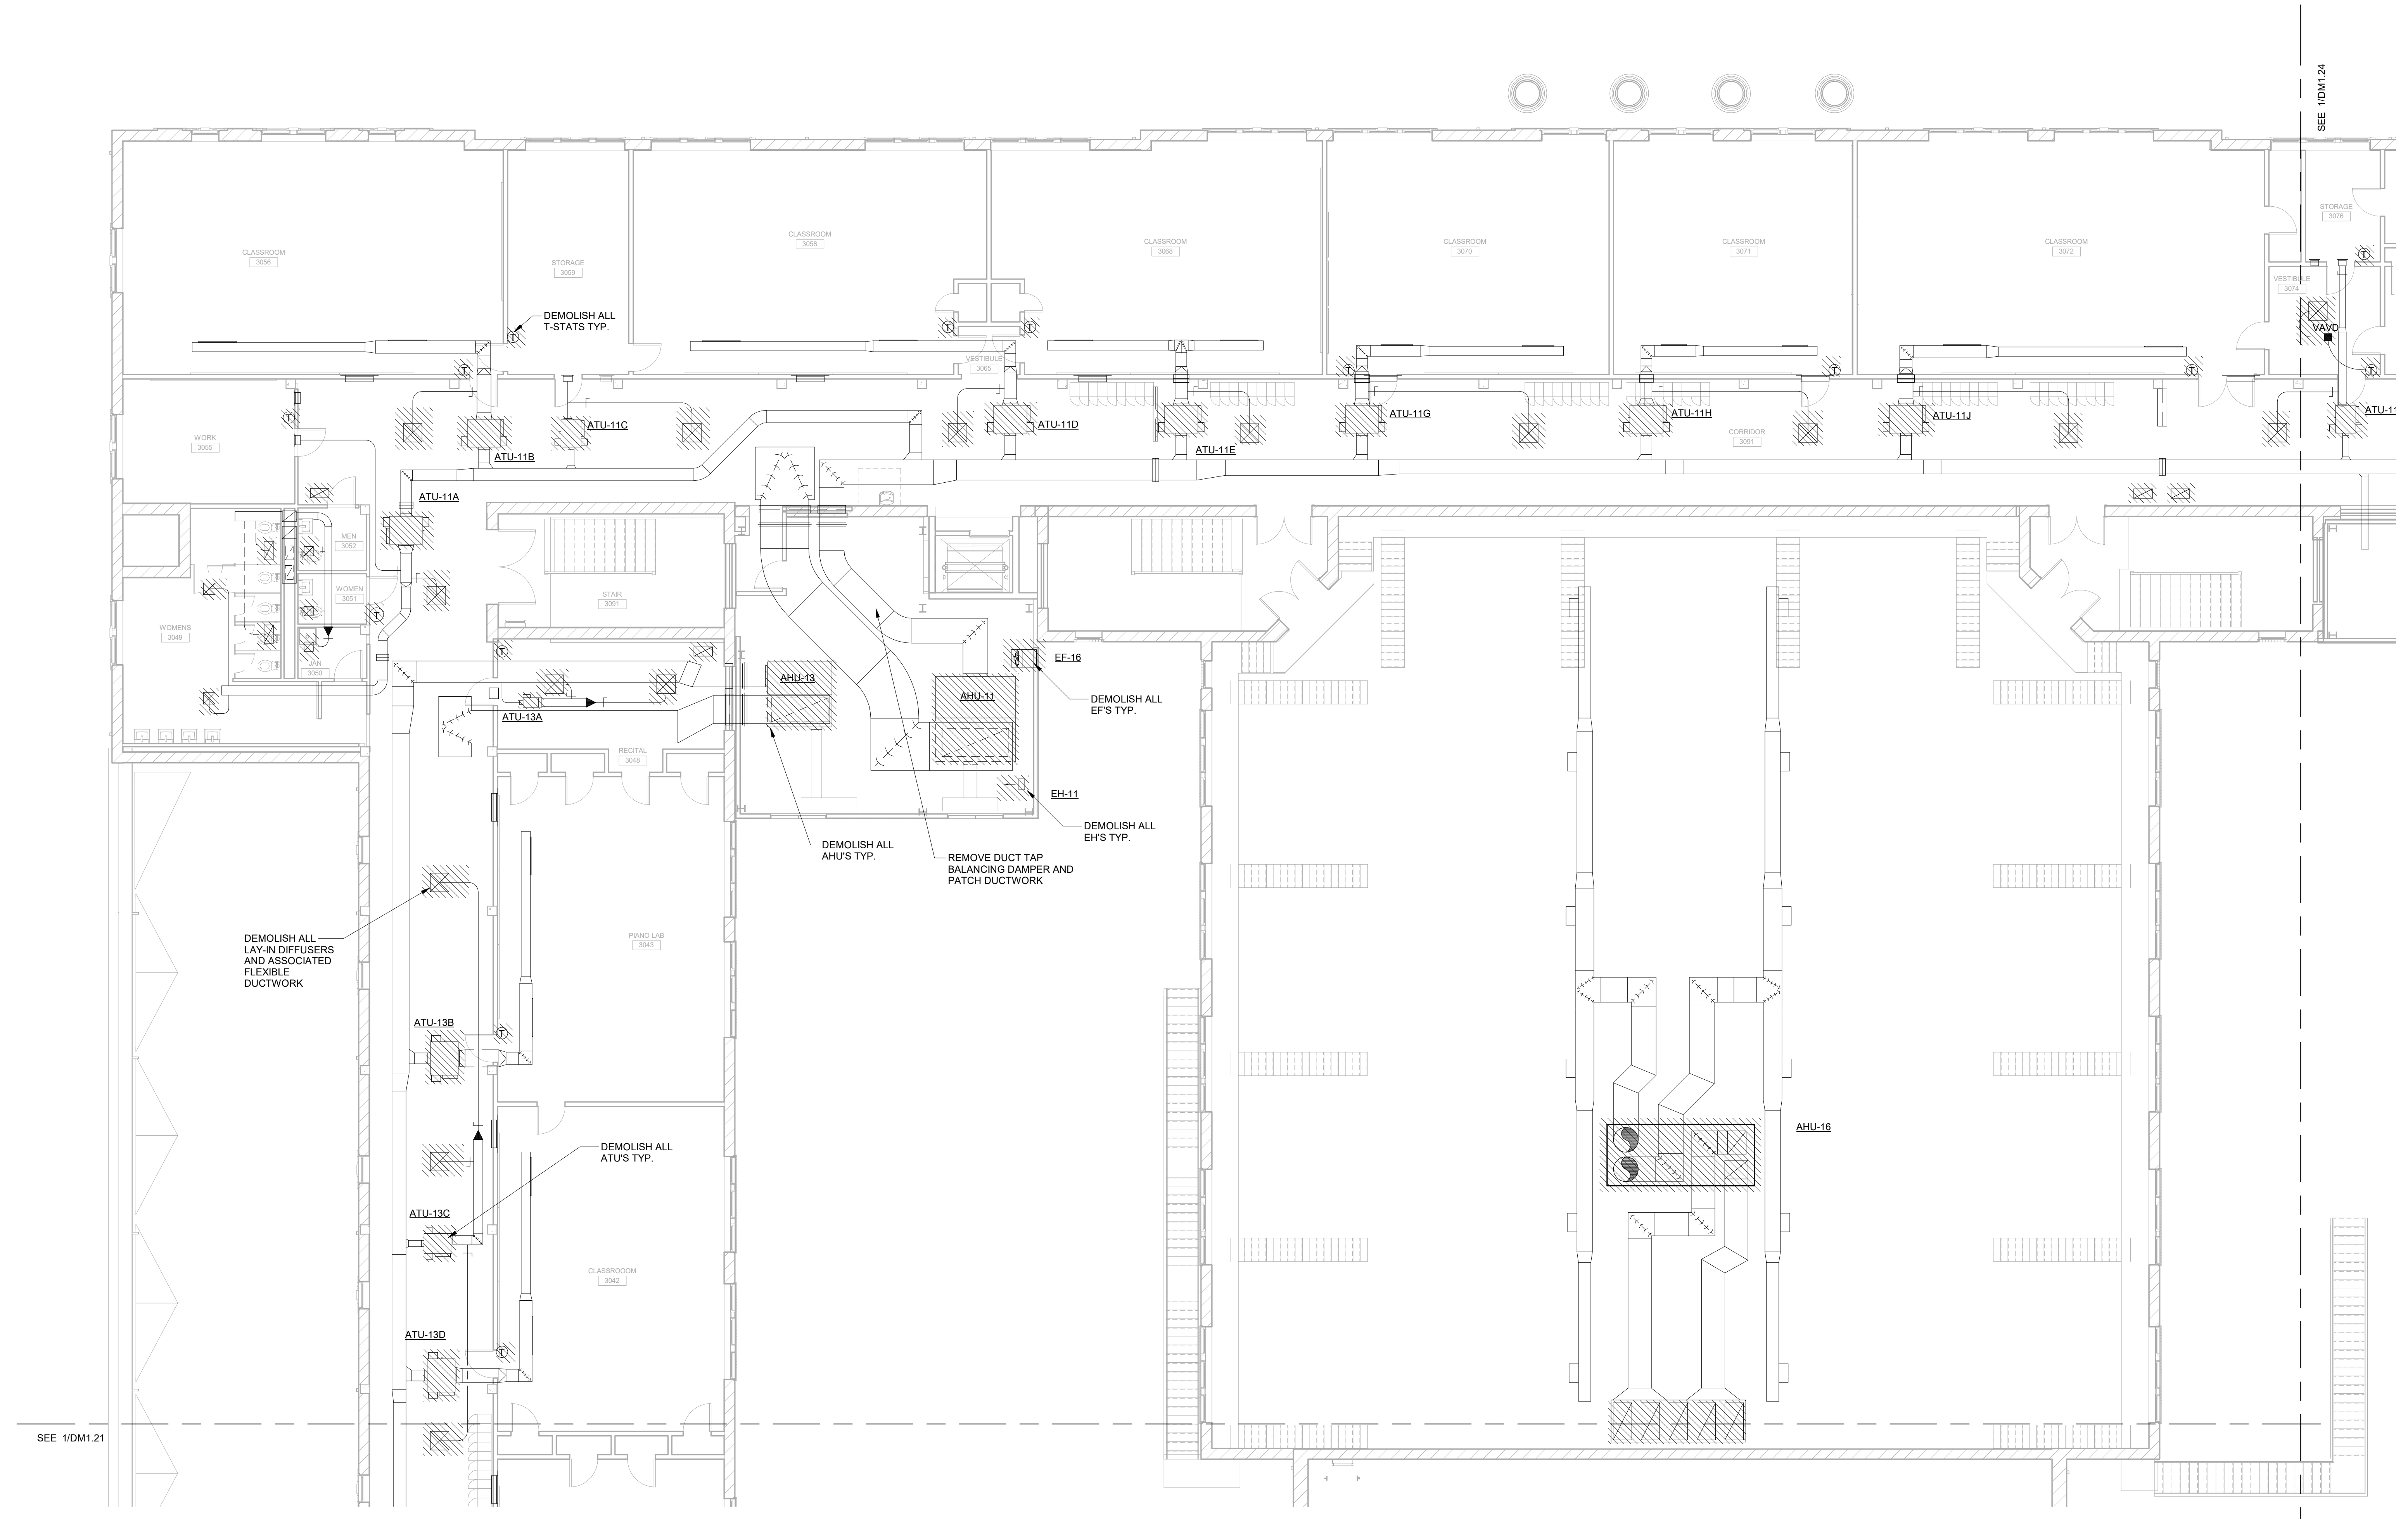 SEE 1/DM1.24
CLASSROOM
3056
STORAGE
3059
CLASSROOM
3058
CLASSROOM
3068
CLASSROOM
3070
CLASSROOM
3071
CLASSROOM
3072
STORAGE
3076
VESTIBULE
3074
VAVD
DEMOLISH ALL
T-STATS TYP.
T
T
T
T
T
T
T
T
T
T
VESTIBULE
3065
WORK
3055
T
ATU-11A
ATU-11B
ATU-11C
ATU-11D
ATU-11E
ATU-11G
ATU-11H
ATU-11J
ATU-11
CORRIDOR
3091
MEN
3052
WOMEN
3051
WOMENS
3049
JAN
3050
T
STAIR
3091
T
AHU-13
AHU-11
EF-16
DEMOLISH ALL
EF'S TYP.
ATU-13A
RECITAL
3048
EH-11
DEMOLISH ALL
EH'S TYP.
DEMOLISH ALL
AHU'S TYP.
REMOVE DUCT TAP
BALANCING DAMPER AND
PATCH DUCTWORK
DEMOLISH ALL
LAY-IN DIFFUSERS
AND ASSOCIATED
FLEXIBLE
DUCTWORK
PIANO LAB
3043
ATU-13B
T
DEMOLISH ALL
ATU'S TYP.
AHU-16
ATU-13C
CLASSROOOM
3042
ATU-13D
T
SEE 1/DM1.21